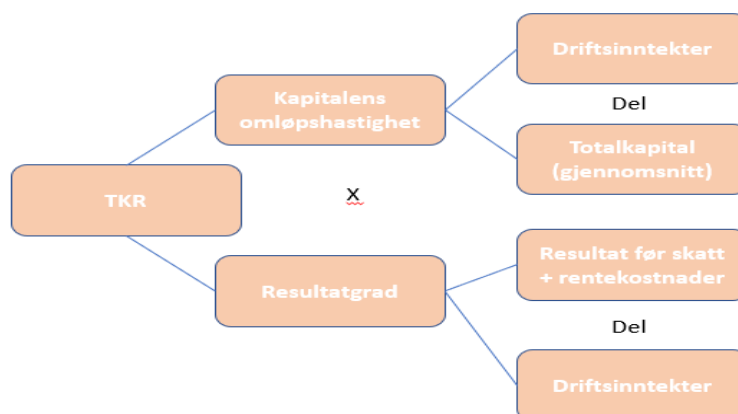 Driftsinntekter
Kapitalens
omløpshastighet
Del
Totalkapital
(gjennomsnitt)
TKR
x
Resultat før skatt
+ rentekostnader
Resultatgrad
Del
Driftsinntekter